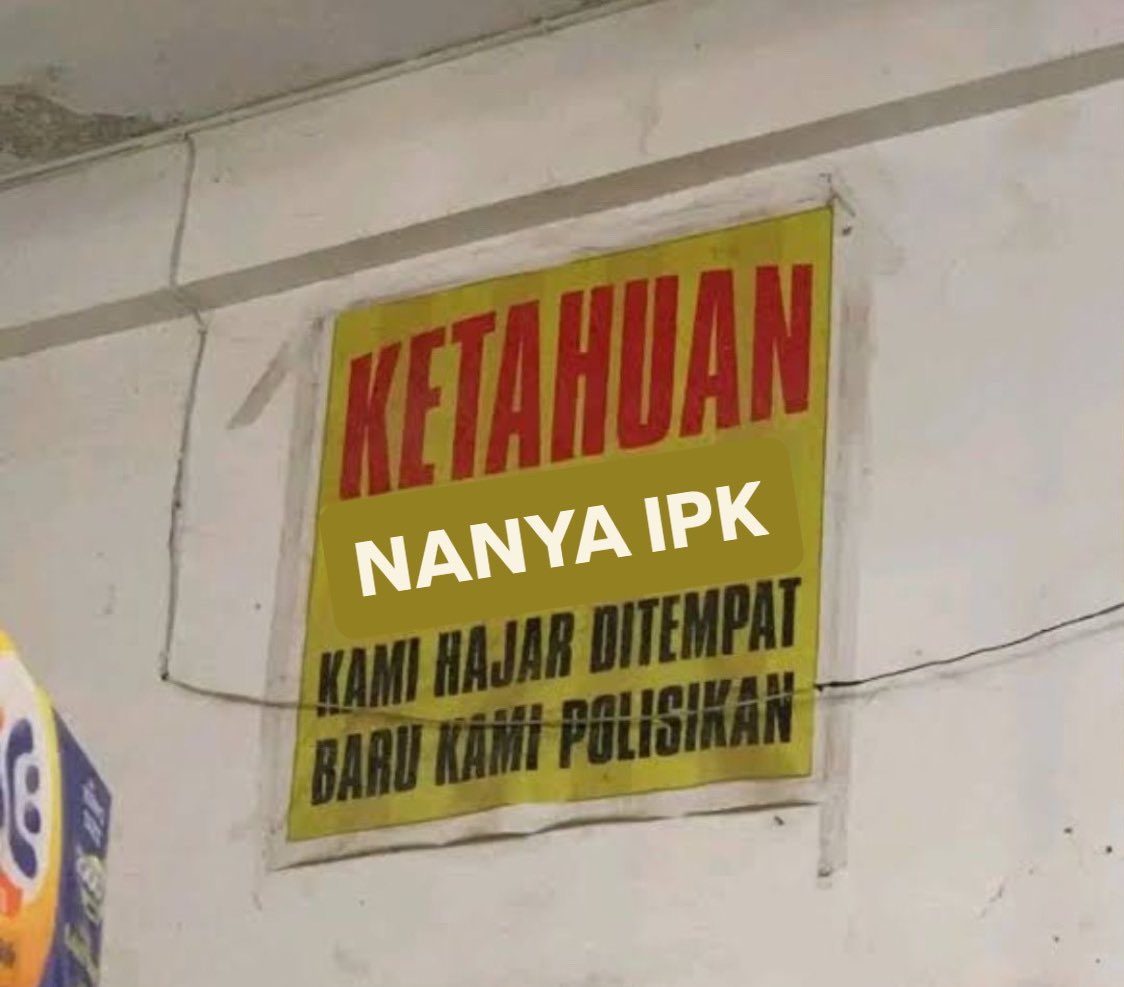 KETAHUAN
NANYA IPK
KAMI HAJAR DITEMPAT
BARU KAMI POLISIKAN